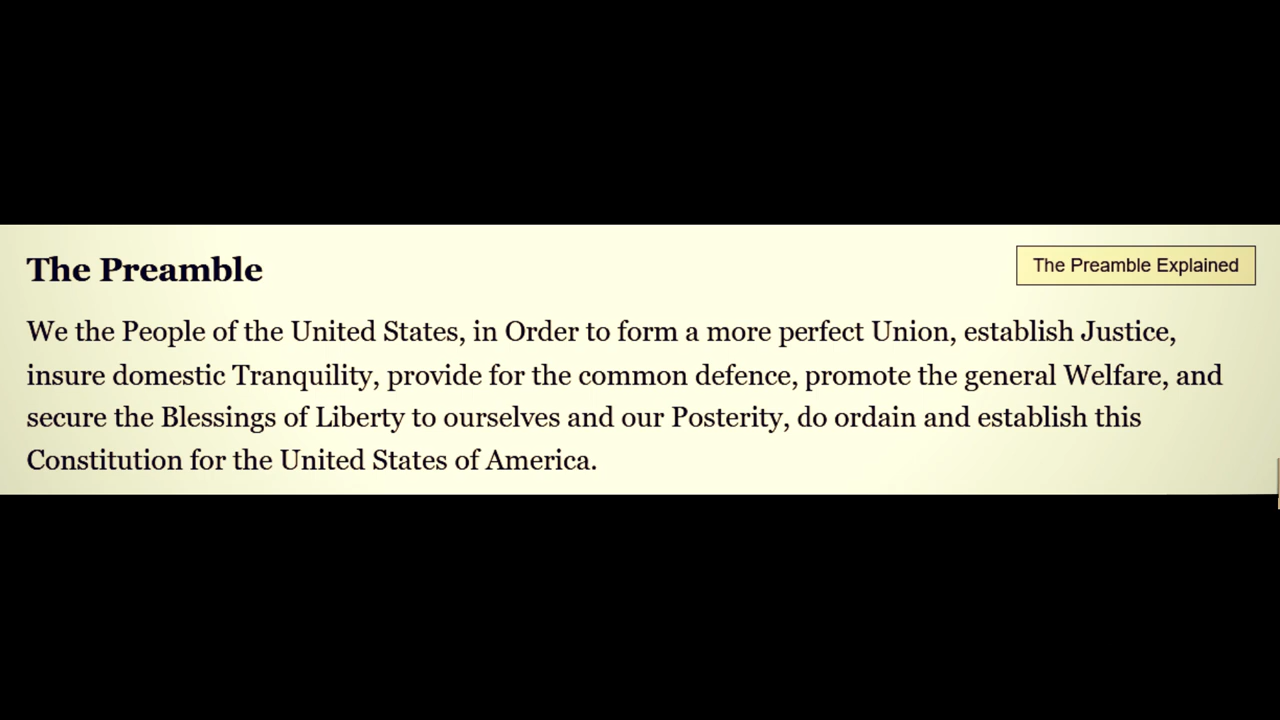 The Preamble
The Preamble Explained
We the People of the United States, in Order to form a more perfect Union, establish Justice,
insure domestic Tranquility, provide for the common defence, promote the general Welfare, and
secure the Blessings of Liberty to ourselves and our Posterity, do ordain and establish this
Constitution for the United States of America.